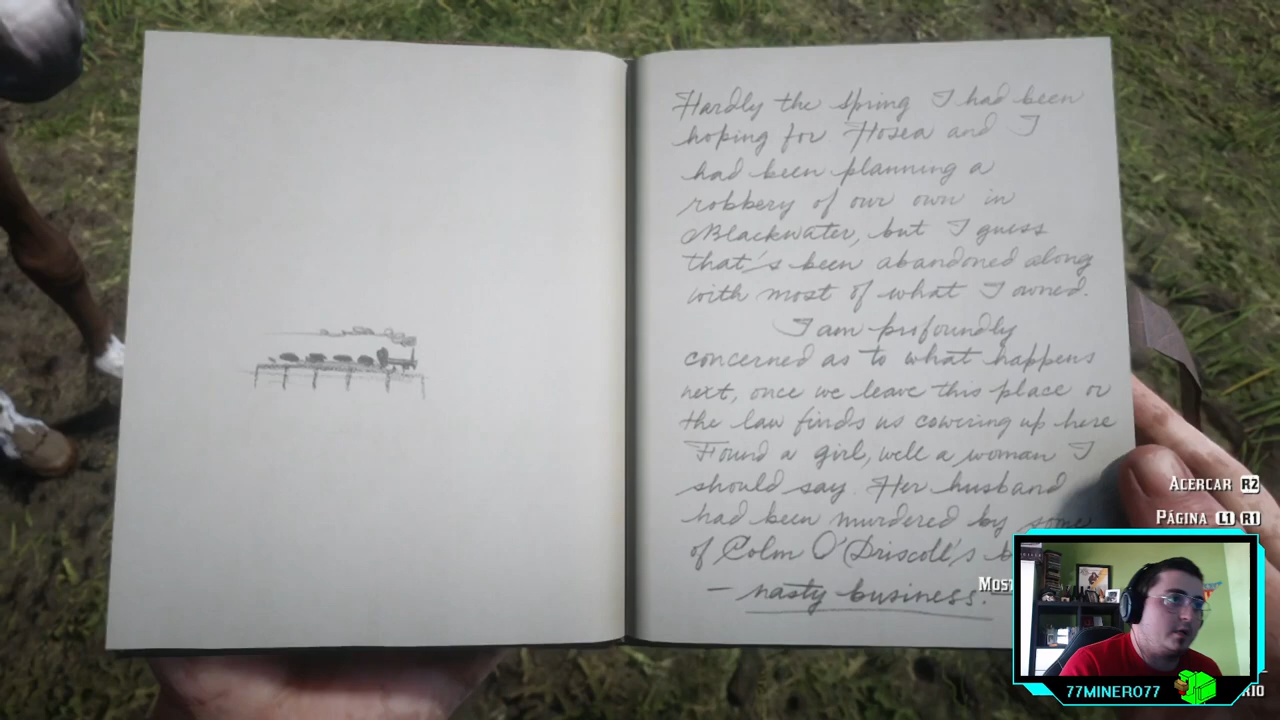 Hardly the spring I had been
hoping for Hosea and I
had been planning a
robbery of our own in
Blackwater, but I guess
that's been abandoned along
with most of what I owned.
I am profoundly
concerned as to what happens
next, once we leave this place or
the law finds us cowering up here
Found a girl, well a woman I
should say. Her husband
had been murdered by some
of Colm O'Driscoll's b
– nasty business.
ACERCAR R2
PÁGINA L1 R1
MOST
77MINERO77
RIO